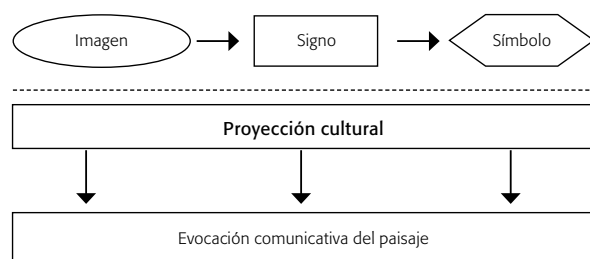 Imagen
Signo
Símbolo
Proyección cultural
Evocación comunicativa del paisaje